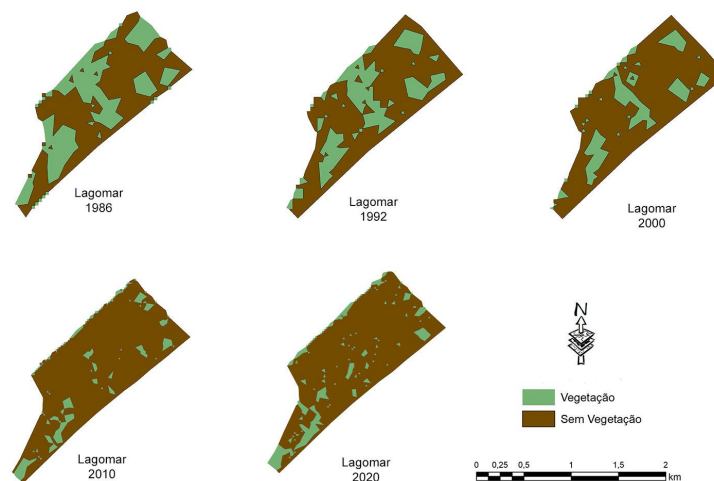 Lagomar
1986
Lagomar
1992
Lagomar
2000
Lagomar
2010
Lagomar
2020
N
Vegetação
Sem Vegetação
0 0,25 0,5 1 1,5 2
km